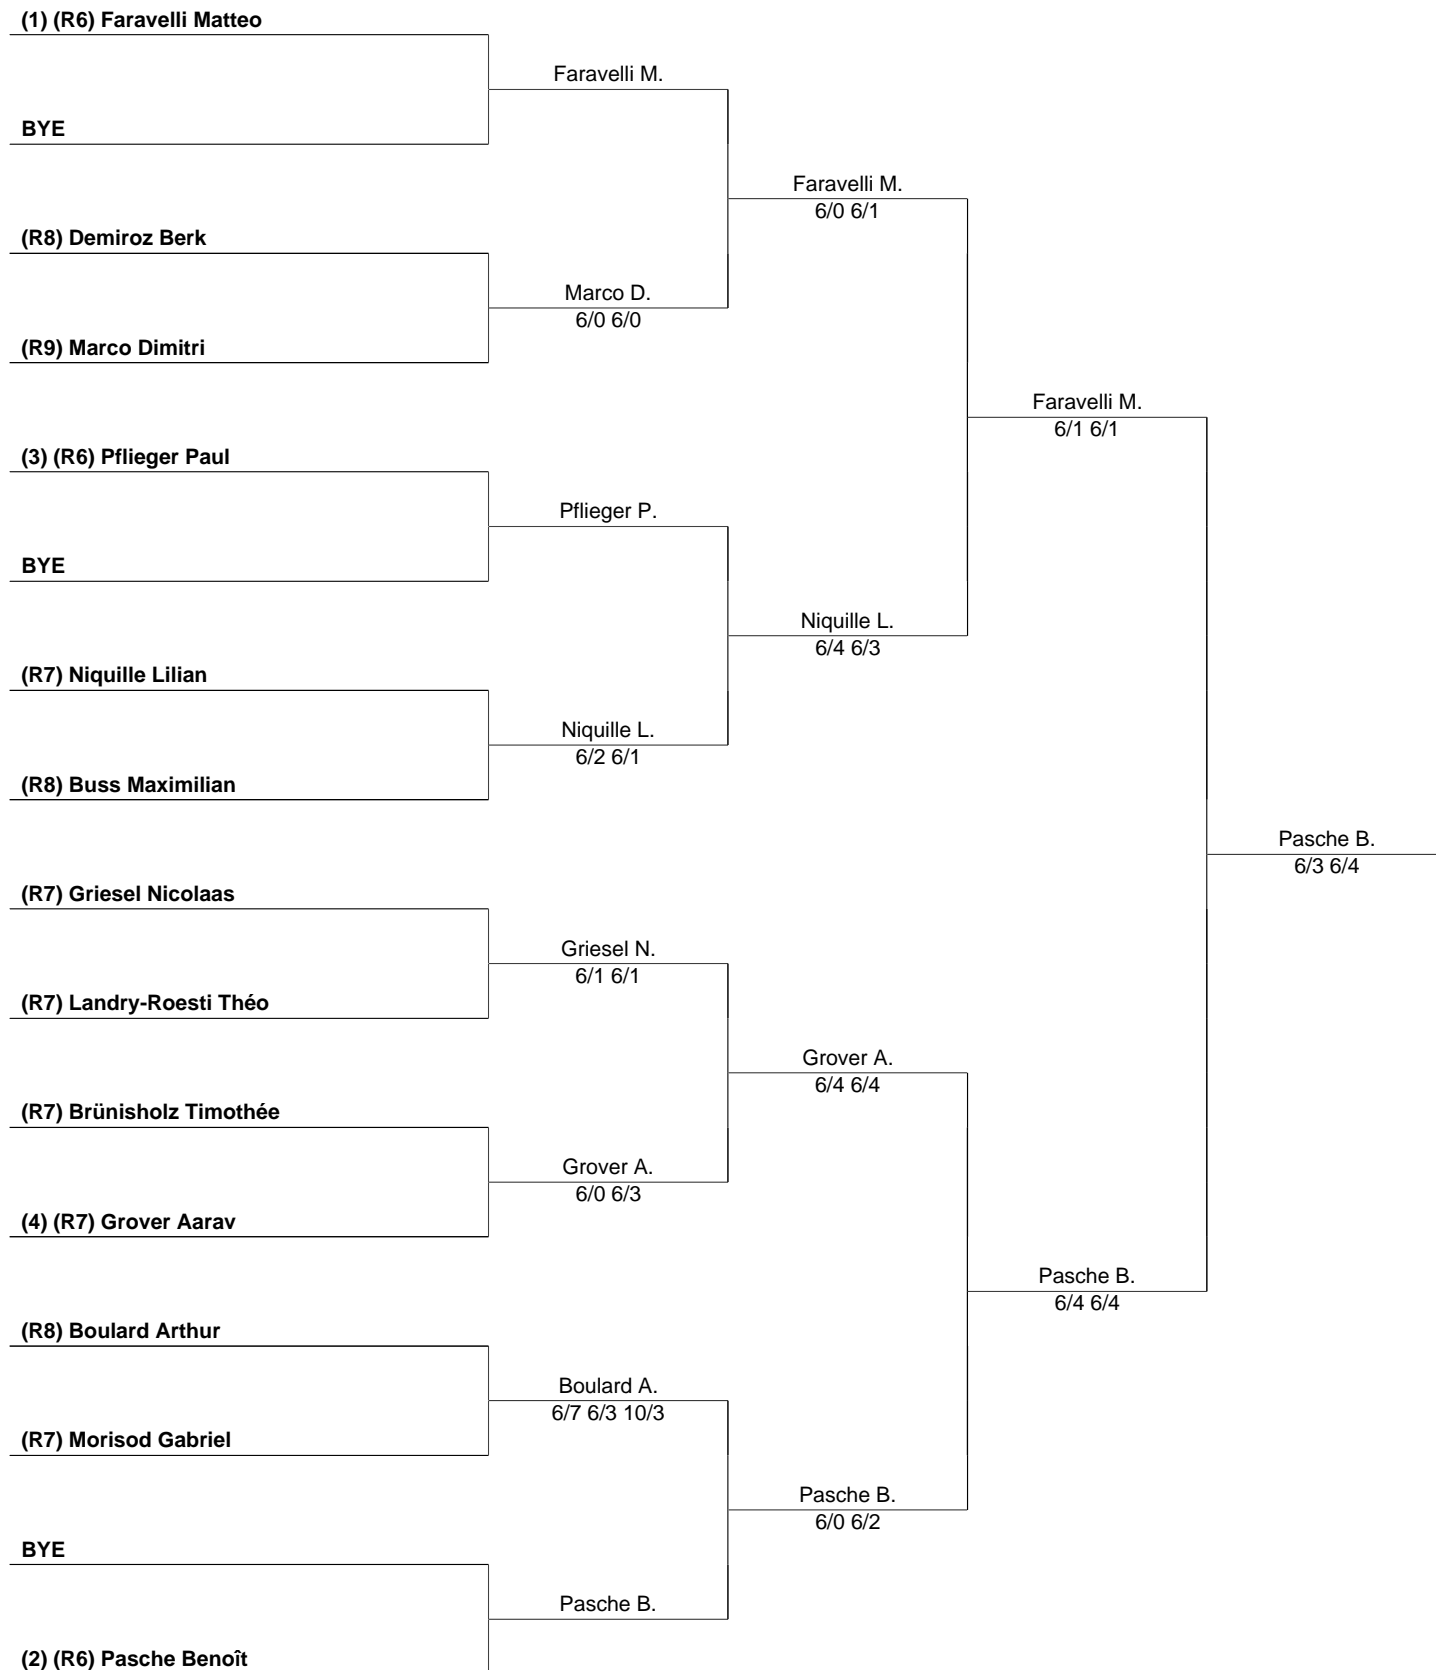 (1) (R6) Faravelli Matteo
Faravelli M.
BYE
Faravelli M.
6/0 6/1
(R8) Demiroz Berk
Marco D.
6/0 6/0
(R9) Marco Dimitri
Faravelli M.
6/1 6/1
(3) (R6) Pflieger Paul
Pflieger P.
BYE
Niquille L.
6/4 6/3
(R7) Niquille Lilian
Niquille L.
6/2 6/1
(R8) Buss Maximilian
Pasche B.
6/3 6/4
(R7) Griesel Nicolaas
Griesel N.
6/1 6/1
(R7) Landry-Roesti Théo
Grover A.
6/4 6/4
(R7) Brünisholz Timothée
Grover A.
6/0 6/3
(4) (R7) Grover Aarav
Pasche B.
6/4 6/4
(R8) Boulard Arthur
Boulard A.
6/7 6/3 10/3
(R7) Morisod Gabriel
Pasche B.
6/0 6/2
BYE
Pasche B.
(2) (R6) Pasche Benoît